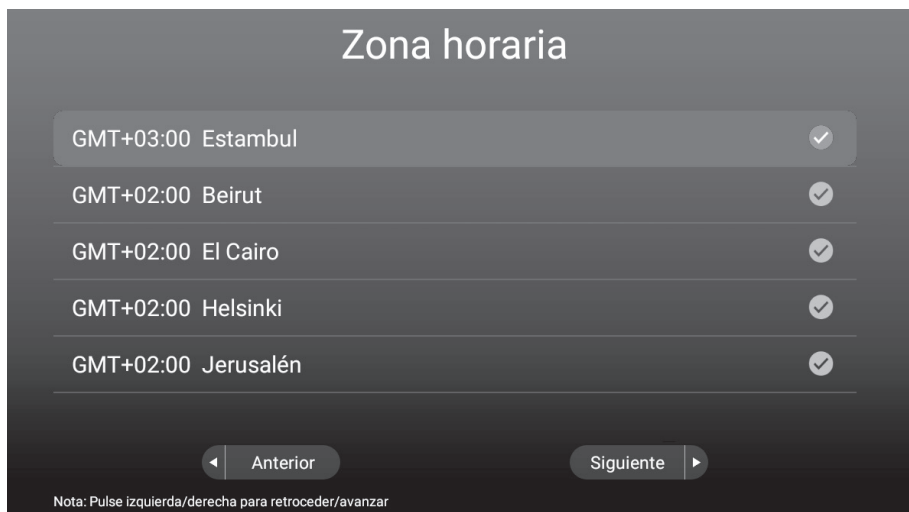 Zona horaria
GMT+03:00 Estambul
GMT+02:00 Beirut
GMT+02:00 El Cairo
GMT+02:00 Helsinki
GMT+02:00 Jerusalén
Anterior Siguiente
Nota: Pulse izquierda/derecha para retroceder/avanzar